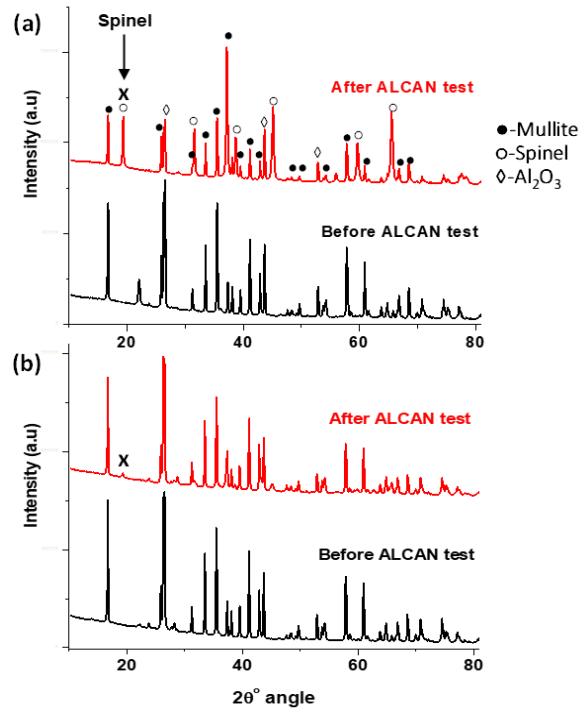 (a)
Spinel
X
After ALCAN test
●-Mullite
○-Spinel
◊-Al₂O₃
Before ALCAN test
Intensity (a.u)
20 40 60 80
(b)
After ALCAN test
X
Before ALCAN test
Intensity (a.u)
20 40 60 80
2θ° angle